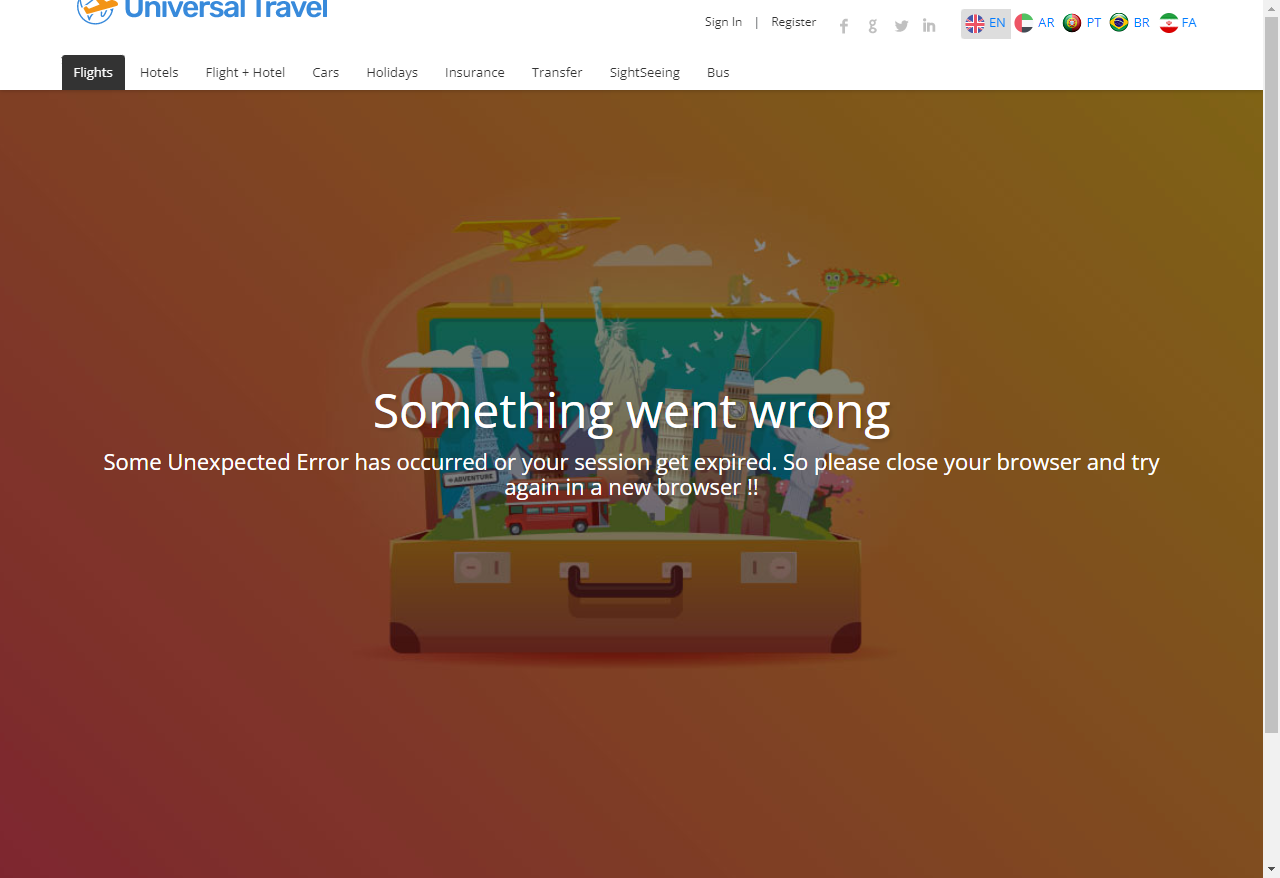 Universal Travel
Sign In | Register
EN AR PT BR FA
Flights Hotels Flight + Hotel Cars Holidays Insurance Transfer SightSeeing Bus
Something went wrong
Some Unexpected Error has occurred or your session get expired. So please close your browser and try
again in a new browser !!
ADVENTURE